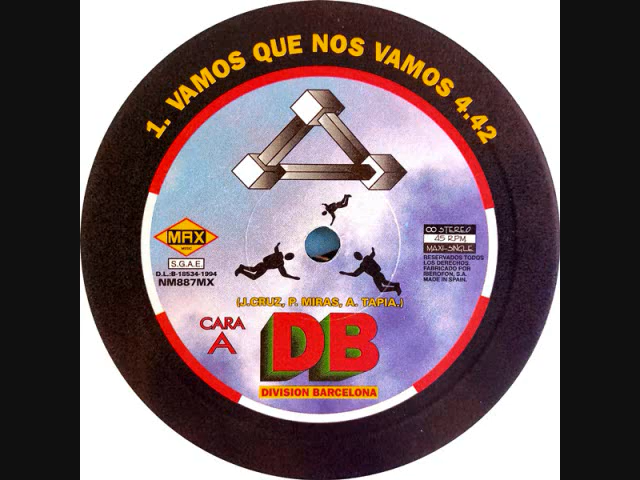 1. VAMOS QUE NOS VAMOS 4.42
MAX
MUSIC
S.G.A.E.
D.L.:B-18534-1994
NM887MX
∞ STEREO
45 RPM
MAXI-SINGLE
RESERVADOS TODOS
LOS DERECHOS.
FABRICADO POR
IBEROFON, S.A.
MADE IN SPAIN.
(J.CRUZ, P. MIRAS, A. TAPIA.)
CARA
A
DB
DIVISION BARCELONA